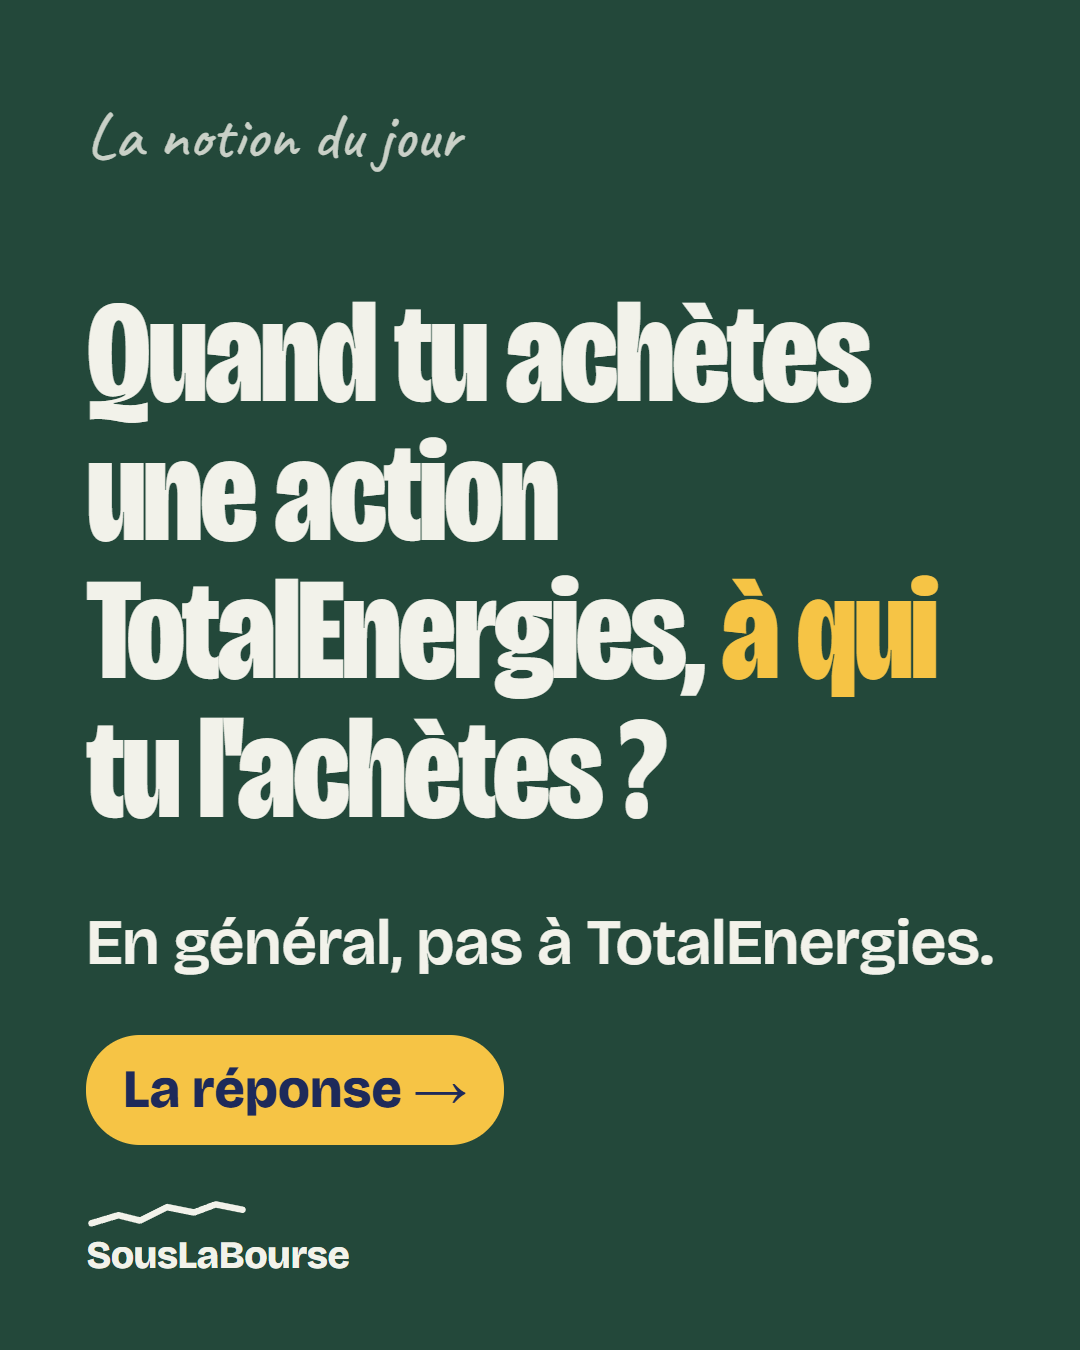 La notion du jour
Quand tu achètes
une action
TotalEnergies, à qui
tu l'achètes ?
En général, pas à TotalEnergies.
La réponse →
SousLaBourse